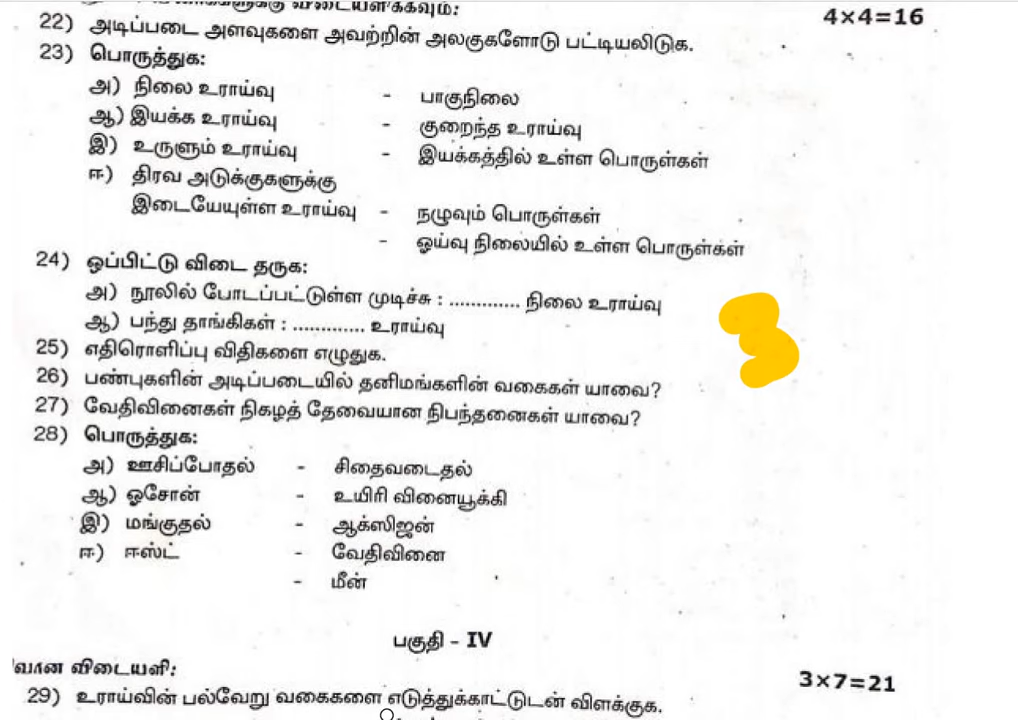 விடையளிக்கவும்:
4×4=16
22) அடிப்படை அளவுகளை அவற்றின் அலகுகளோடு பட்டியலிடுக.
23) பொருத்துக:
அ) நிலை உராய்வு - பாகுநிலை
ஆ) இயக்க உராய்வு - குறைந்த உராய்வு
இ) உருளும் உராய்வு - இயக்கத்தில் உள்ள பொருள்கள்
ஈ) திரவ அடுக்குகளுக்கு
இடையேயுள்ள உராய்வு - நழுவும் பொருள்கள்
- ஓய்வு நிலையில் உள்ள பொருள்கள்
24) ஒப்பிட்டு விடை தருக:
அ) நூலில் போடப்பட்டுள்ள முடிச்சு : ............. நிலை உராய்வு
ஆ) பந்து தாங்கிகள் : ............. உராய்வு
25) எதிரொளிப்பு விதிகளை எழுதுக.
26) பண்புகளின் அடிப்படையில் தனிமங்களின் வகைகள் யாவை?
27) வேதிவினைகள் நிகழத் தேவையான நிபந்தனைகள் யாவை?
28) பொருத்துக:
அ) ஊசிப்போதல் - சிதைவடைதல்
ஆ) ஓசோன் - உயிரி வினையூக்கி
இ) மங்குதல் - ஆக்ஸிஜன்
ஈ) ஈஸ்ட் - வேதிவினை
- மீன்
பகுதி - IV
விடையளி:
3×7=21
29) உராய்வின் பல்வேறு வகைகளை எடுத்துக்காட்டுடன் விளக்குக.